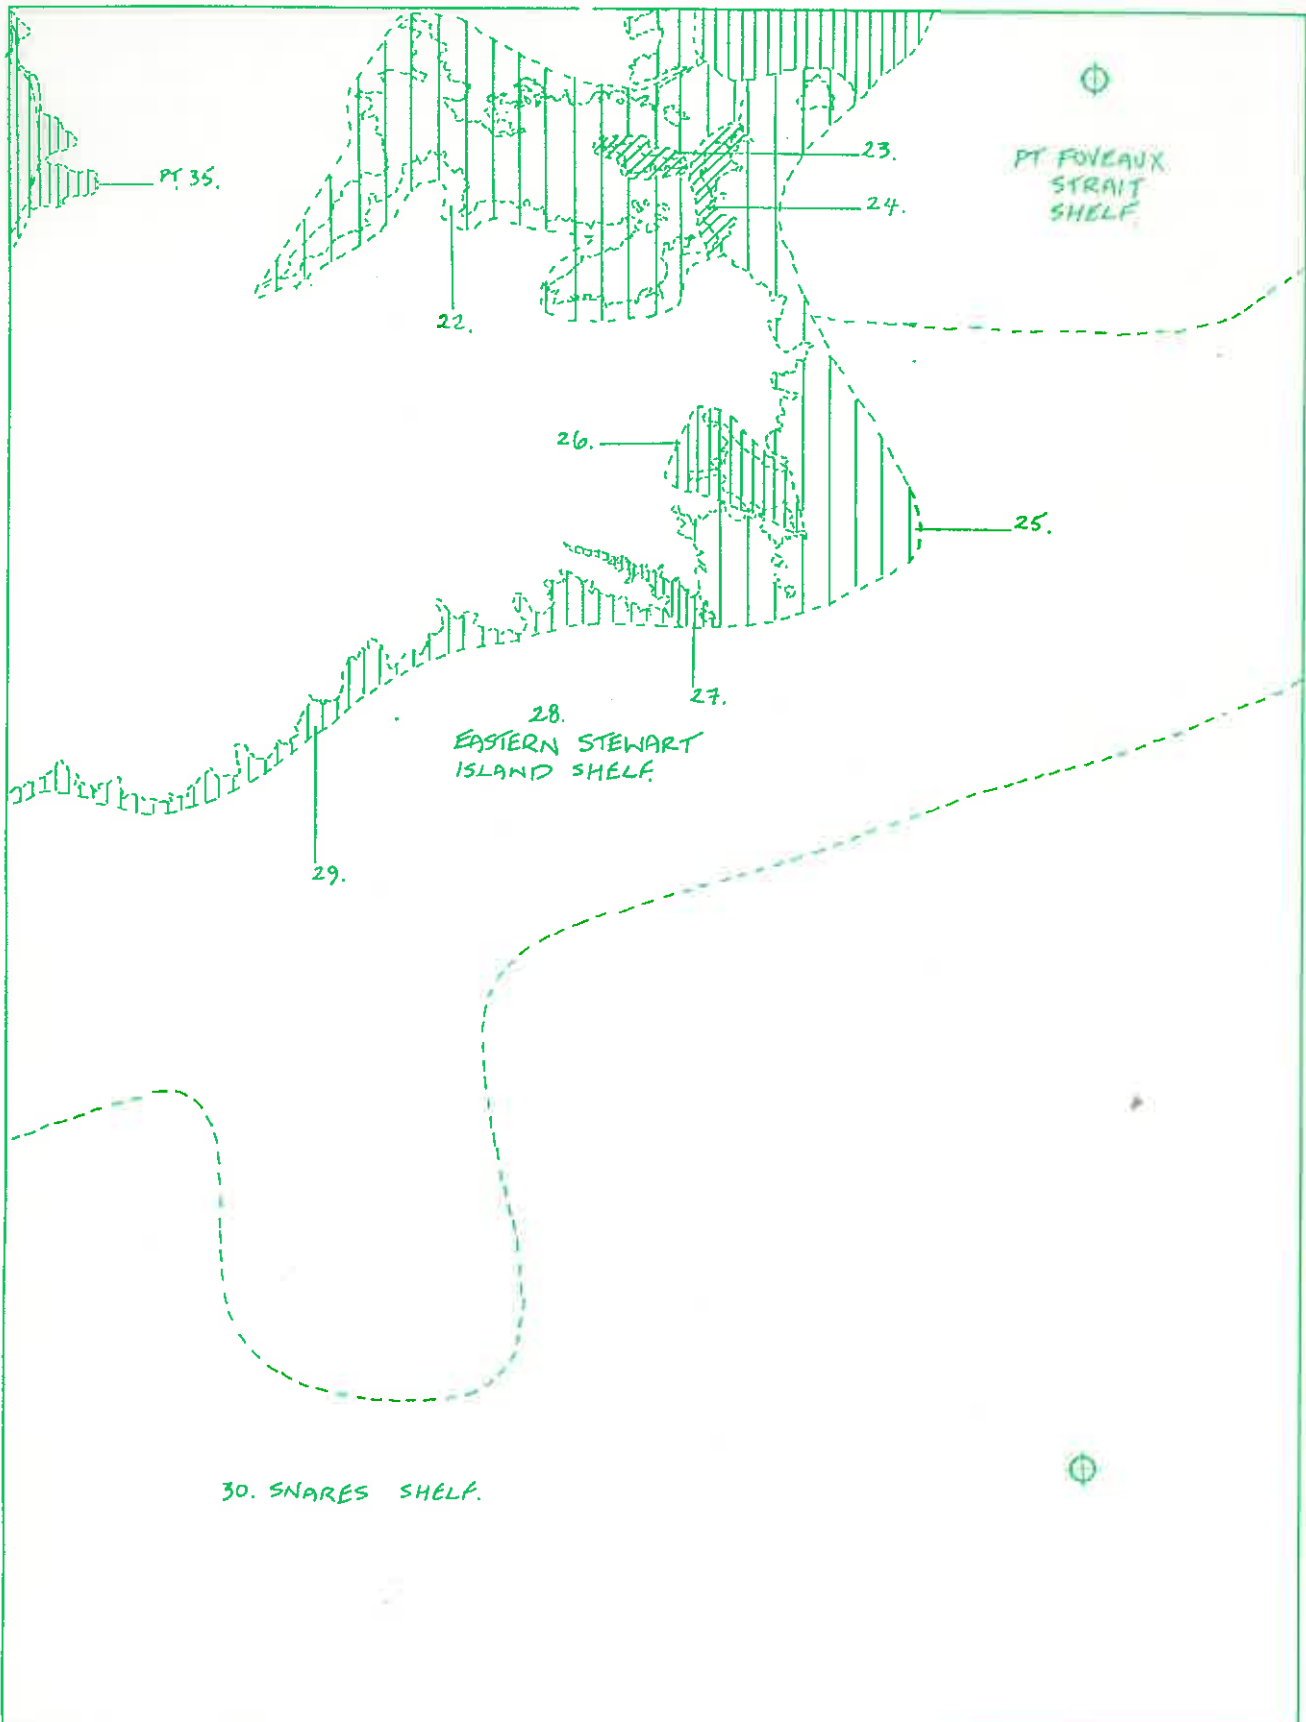 PT. 35.
23.
24.
PT FOVEAUX
STRAIT
SHELF
22.
26.
25.
27.
28.
EASTERN STEWART
ISLAND SHELF.
29.
30. SNARES SHELF.